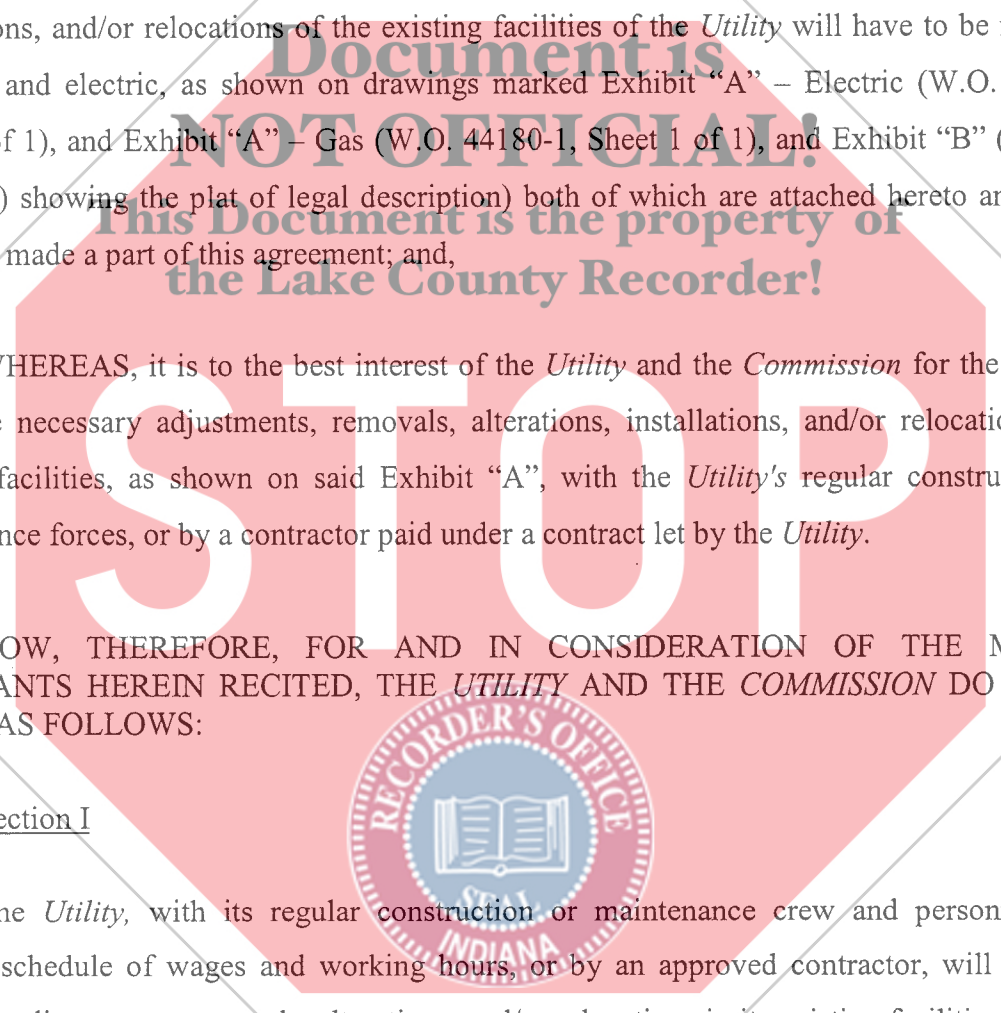 ons, and/or relocations of the existing facilities of the Utility will have to be
Document is
and electric, as shown on drawings marked Exhibit “A” – Electric (W.O.
NOT OFFICIAL!
of 1), and Exhibit “A” – Gas (W.O. 44180-1, Sheet 1 of 1), and Exhibit “B” (
) showing the plat of legal description) both of which are attached hereto an
This Document is the property of
made a part of this agreement; and,
the Lake County Recorder!
WHEREAS, it is to the best interest of the Utility and the Commission for the
necessary adjustments, removals, alterations, installations, and/or relocatio
facilities, as shown on said Exhibit “A”, with the Utility's regular constru
nce forces, or by a contractor paid under a contract let by the Utility.
STOP
OW, THEREFORE, FOR AND IN CONSIDERATION OF THE M
ANTS HEREIN RECITED, THE UTILITY AND THE COMMISSION DO
AS FOLLOWS:
RECORDER'S OFFICE
ection I
SEAL
he Utility, with its regular construction or maintenance crew and person
INDIANA
schedule of wages and working hours, or by an approved contractor, will